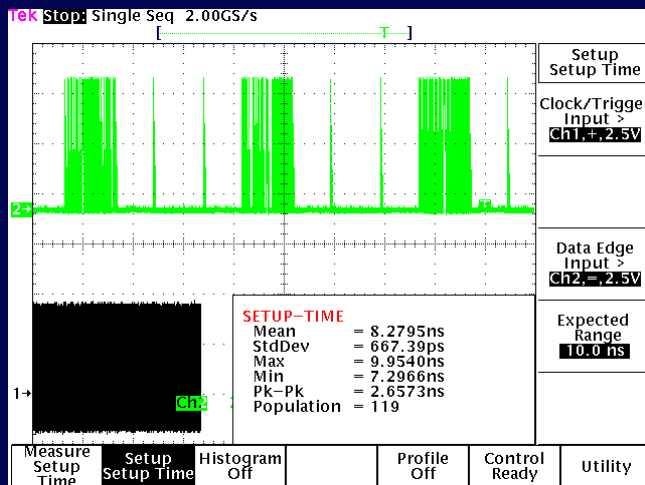 Tek Stop: Single Seq 2.00GS/s
[ T ]
Setup
Setup Time
Clock/Trigge
Input >
Ch1,+,2.5V
2→
Data Edge
Input >
Ch2,=,2.5V
Expected
Range
10.0 ns
SETUP-TIME
Mean = 8.2795ns
StdDev = 667.39ps
Max = 9.9540ns
Min = 7.2966ns
Pk-Pk = 2.6573ns
Population = 119
1→
Ch2
Measure
Setup
Time
Setup
Setup Time
Histogram
Off
Profile
Off
Control
Ready
Utility